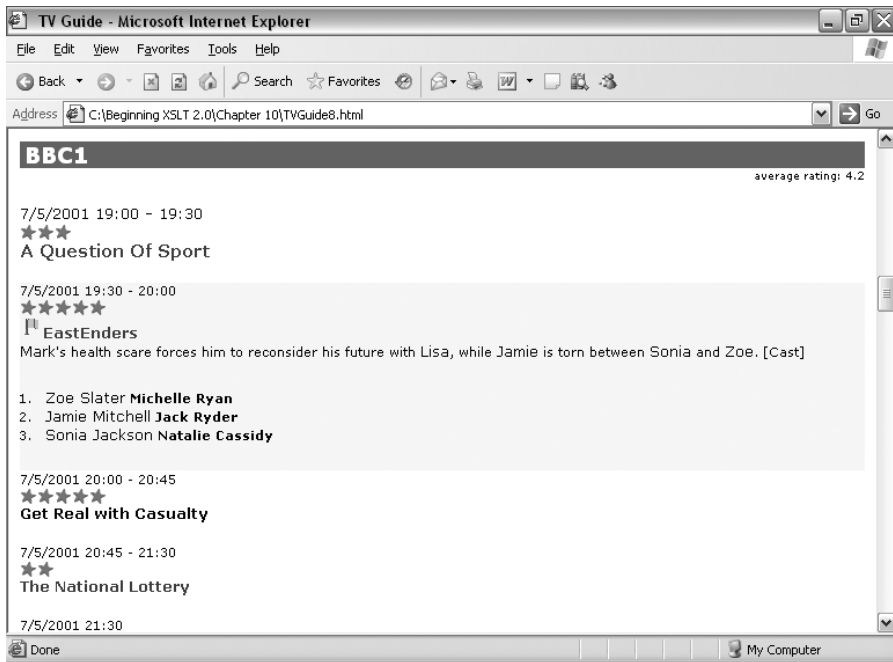 TV Guide - Microsoft Internet Explorer
File Edit View Favorites Tools Help
Back Search Favorites
Address C:\Beginning XSLT 2.0\Chapter 10\TVGuide8.html Go
BBC1
average rating: 4.2
7/5/2001 19:00 - 19:30
A Question Of Sport
7/5/2001 19:30 - 20:00
EastEnders
Mark's health scare forces him to reconsider his future with Lisa, while Jamie is torn between Sonia and Zoe. [Cast]
1. Zoe Slater Michelle Ryan
2. Jamie Mitchell Jack Ryder
3. Sonia Jackson Natalie Cassidy
7/5/2001 20:00 - 20:45
Get Real with Casualty
7/5/2001 20:45 - 21:30
The National Lottery
7/5/2001 21:30
Done My Computer